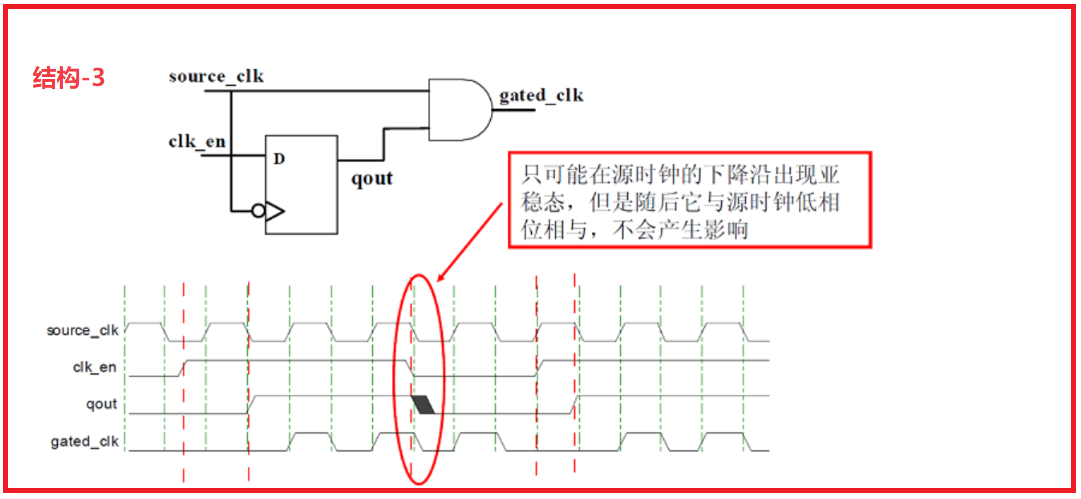 结构-3
source_clk
gated_clk
clk_en
D
qout
只可能在源时钟的下降沿出现亚
稳态，但是随后它与源时钟低相
位相与，不会产生影响
source_clk
clk_en
qout
gated_clk